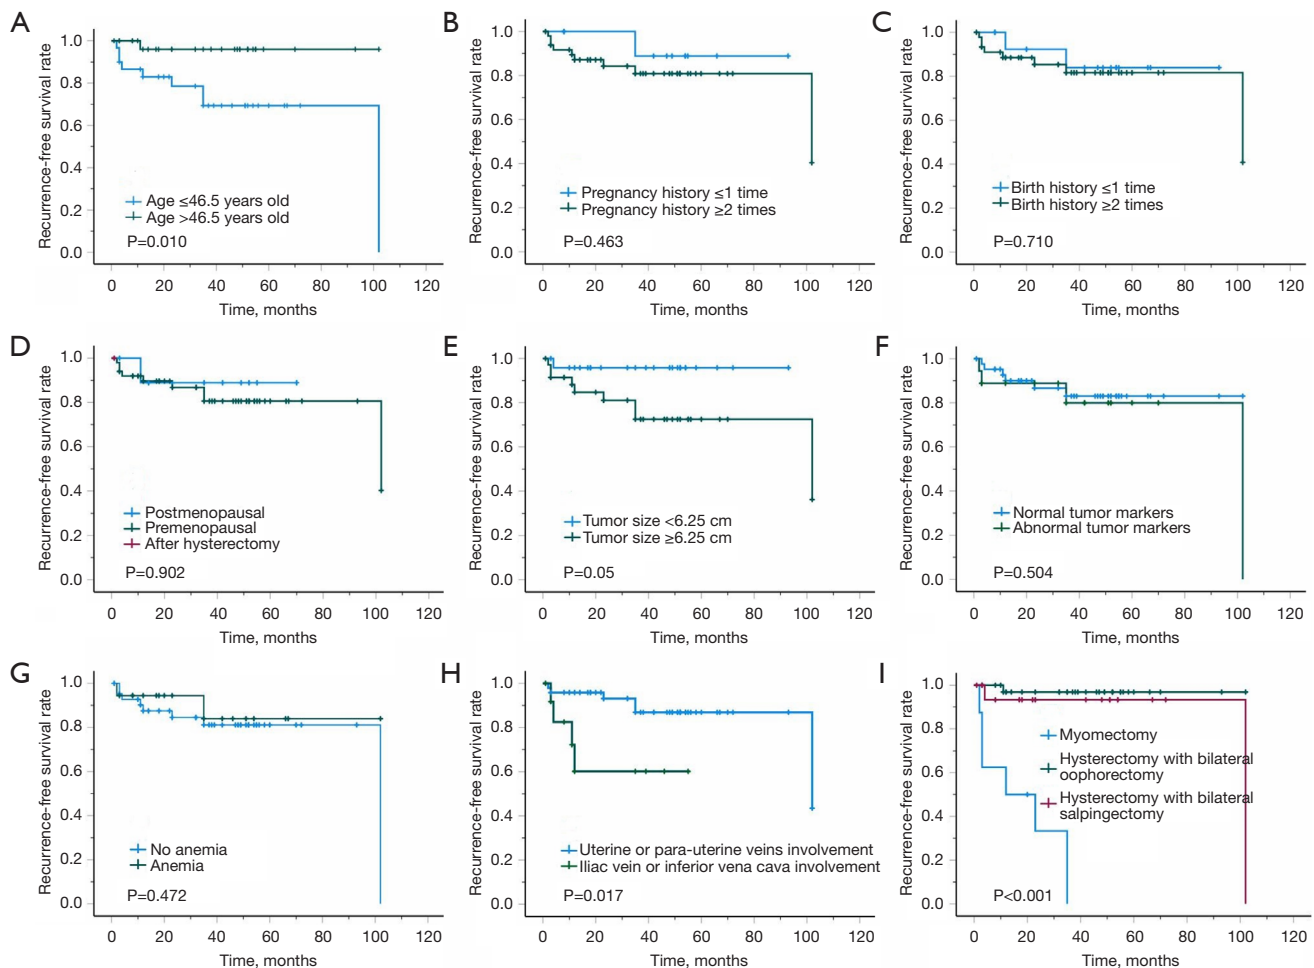 A
Recurrence-free survival rate
1.0
0.8
0.6
0.4
0.2
0.0
Age ≤46.5 years old
Age >46.5 years old
P=0.010
0 20 40 60 80 100 120
Time, months
B
Recurrence-free survival rate
1.0
0.8
0.6
0.4
0.2
0.0
Pregnancy history ≤1 time
Pregnancy history ≥2 times
P=0.463
0 20 40 60 80 100 120
Time, months
C
Recurrence-free survival rate
1.0
0.8
0.6
0.4
0.2
0.0
Birth history ≤1 time
Birth history ≥2 times
P=0.710
0 20 40 60 80 100 120
Time, months
D
Recurrence-free survival rate
1.0
0.8
0.6
0.4
0.2
0.0
Postmenopausal
Premenopausal
After hysterectomy
P=0.902
0 20 40 60 80 100 120
Time, months
E
Recurrence-free survival rate
1.0
0.8
0.6
0.4
0.2
0.0
Tumor size <6.25 cm
Tumor size ≥6.25 cm
P=0.05
0 20 40 60 80 100 120
Time, months
F
Recurrence-free survival rate
1.0
0.8
0.6
0.4
0.2
0.0
Normal tumor markers
Abnormal tumor markers
P=0.504
0 20 40 60 80 100 120
Time, months
G
Recurrence-free survival rate
1.0
0.8
0.6
0.4
0.2
0.0
No anemia
Anemia
P=0.472
0 20 40 60 80 100 120
Time, months
H
Recurrence-free survival rate
1.0
0.8
0.6
0.4
0.2
0.0
Uterine or para-uterine veins involvement
Iliac vein or inferior vena cava involvement
P=0.017
0 20 40 60 80 100 120
Time, months
I
Recurrence-free survival rate
1.0
0.8
0.6
0.4
0.2
0.0
Myomectomy
Hysterectomy with bilateral
oophorectomy
Hysterectomy with bilateral
salpingectomy
P<0.001
0 20 40 60 80 100 120
Time, months